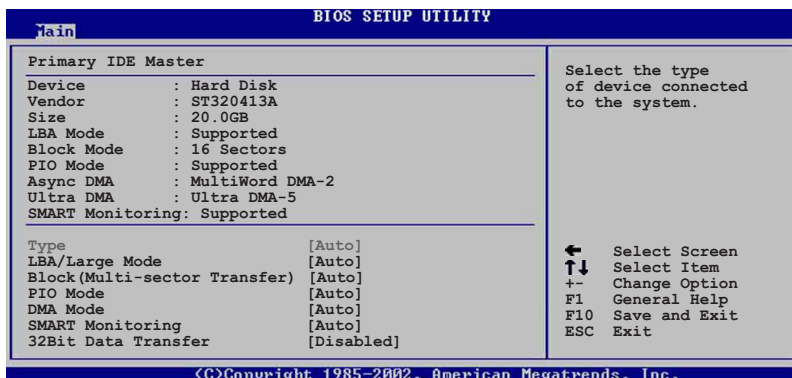 BIOS SETUP UTILITY
Main
Primary IDE Master
Device : Hard Disk
Vendor : ST320413A
Size : 20.0GB
LBA Mode : Supported
Block Mode : 16 Sectors
PIO Mode : Supported
Async DMA : MultiWord DMA-2
Ultra DMA : Ultra DMA-5
SMART Monitoring: Supported
Type [Auto]
LBA/Large Mode [Auto]
Block(Multi-sector Transfer) [Auto]
PIO Mode [Auto]
DMA Mode [Auto]
SMART Monitoring [Auto]
32Bit Data Transfer [Disabled]
Select the type
of device connected
to the system.
← Select Screen
↑↓ Select Item
+- Change Option
F1 General Help
F10 Save and Exit
ESC Exit
(C)Copyright 1985-2002, American Megatrends, Inc.